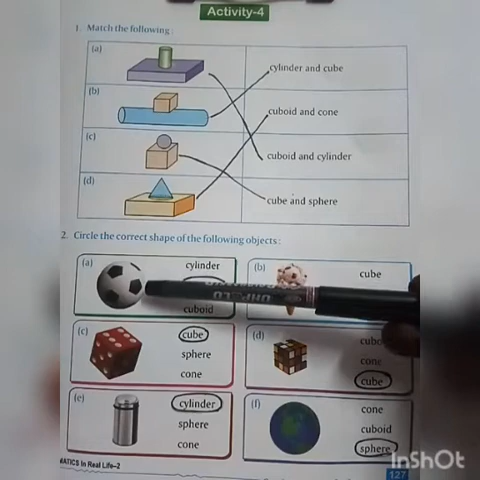 Activity-4
1. Match the following:
(a)
cylinder and cube
(b)
cuboid and cone
(c)
cuboid and cylinder
(d)
cube and sphere
2. Circle the correct shape of the following objects:
(a)
cylinder
cuboid
(b)
cube
(c)
cube
sphere
cone
(d)
cone
cube
(e)
cylinder
sphere
cone
(f)
cone
cuboid
sphere
MATICS In Real Life-2
127
InShOt